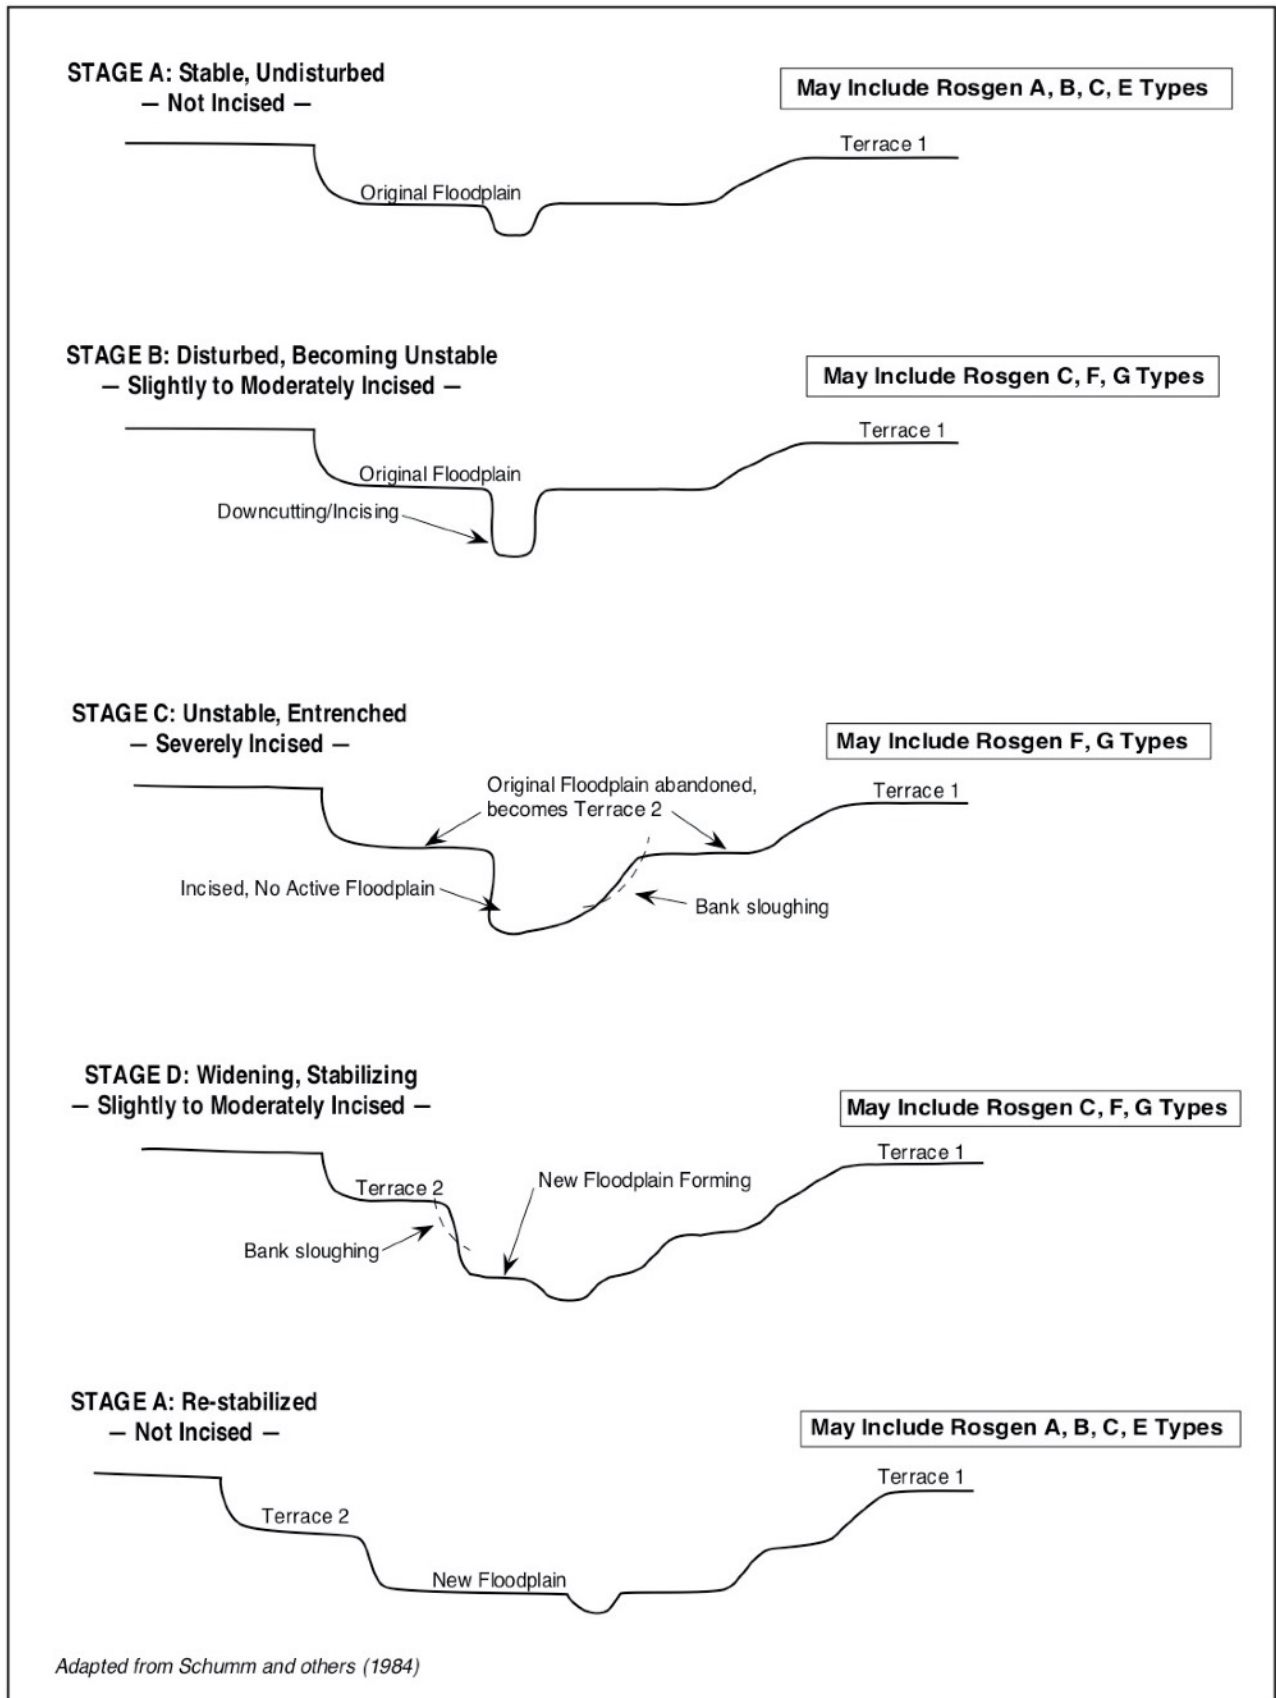 STAGE A: Stable, Undisturbed
— Not Incised —
May Include Rosgen A, B, C, E Types
Terrace 1
Original Floodplain
STAGE B: Disturbed, Becoming Unstable
— Slightly to Moderately Incised —
May Include Rosgen C, F, G Types
Terrace 1
Original Floodplain
Downcutting/Incising
STAGE C: Unstable, Entrenched
— Severely Incised —
May Include Rosgen F, G Types
Original Floodplain abandoned,
becomes Terrace 2
Terrace 1
Incised, No Active Floodplain
Bank sloughing
STAGE D: Widening, Stabilizing
— Slightly to Moderately Incised —
May Include Rosgen C, F, G Types
Terrace 1
Terrace 2
New Floodplain Forming
Bank sloughing
STAGE A: Re-stabilized
— Not Incised —
May Include Rosgen A, B, C, E Types
Terrace 1
Terrace 2
New Floodplain
Adapted from Schumm and others (1984)